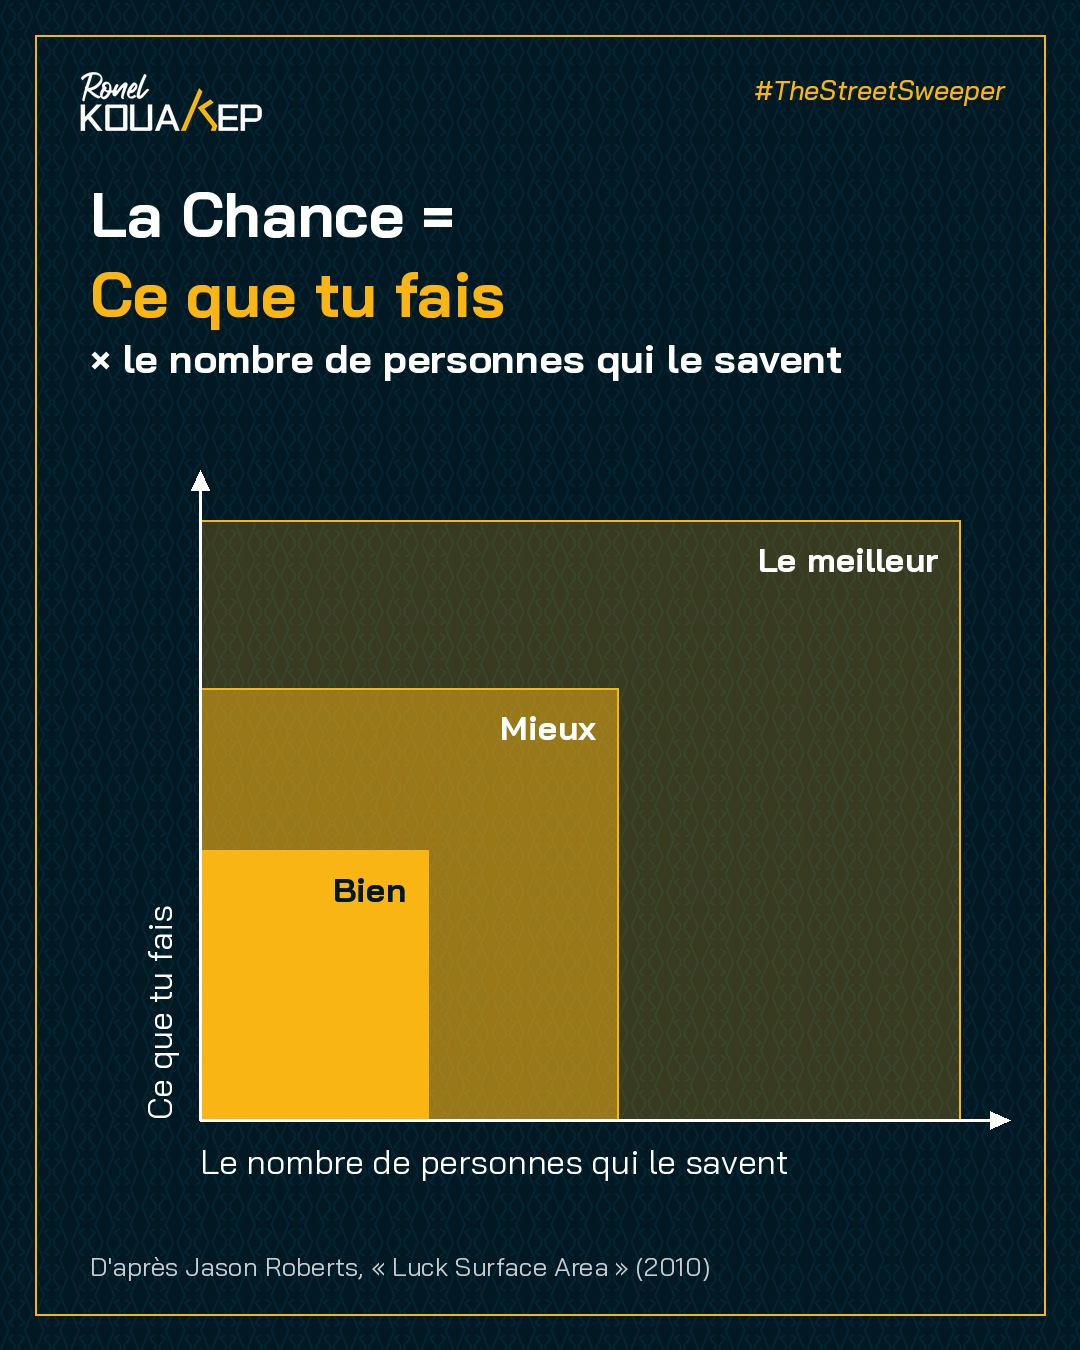 Ronel
KOUAKEP
#TheStreetSweeper
La Chance =
Ce que tu fais
× le nombre de personnes qui le savent
Le meilleur
Mieux
Bien
Ce que tu fais
Le nombre de personnes qui le savent
D'après Jason Roberts, « Luck Surface Area » (2010)